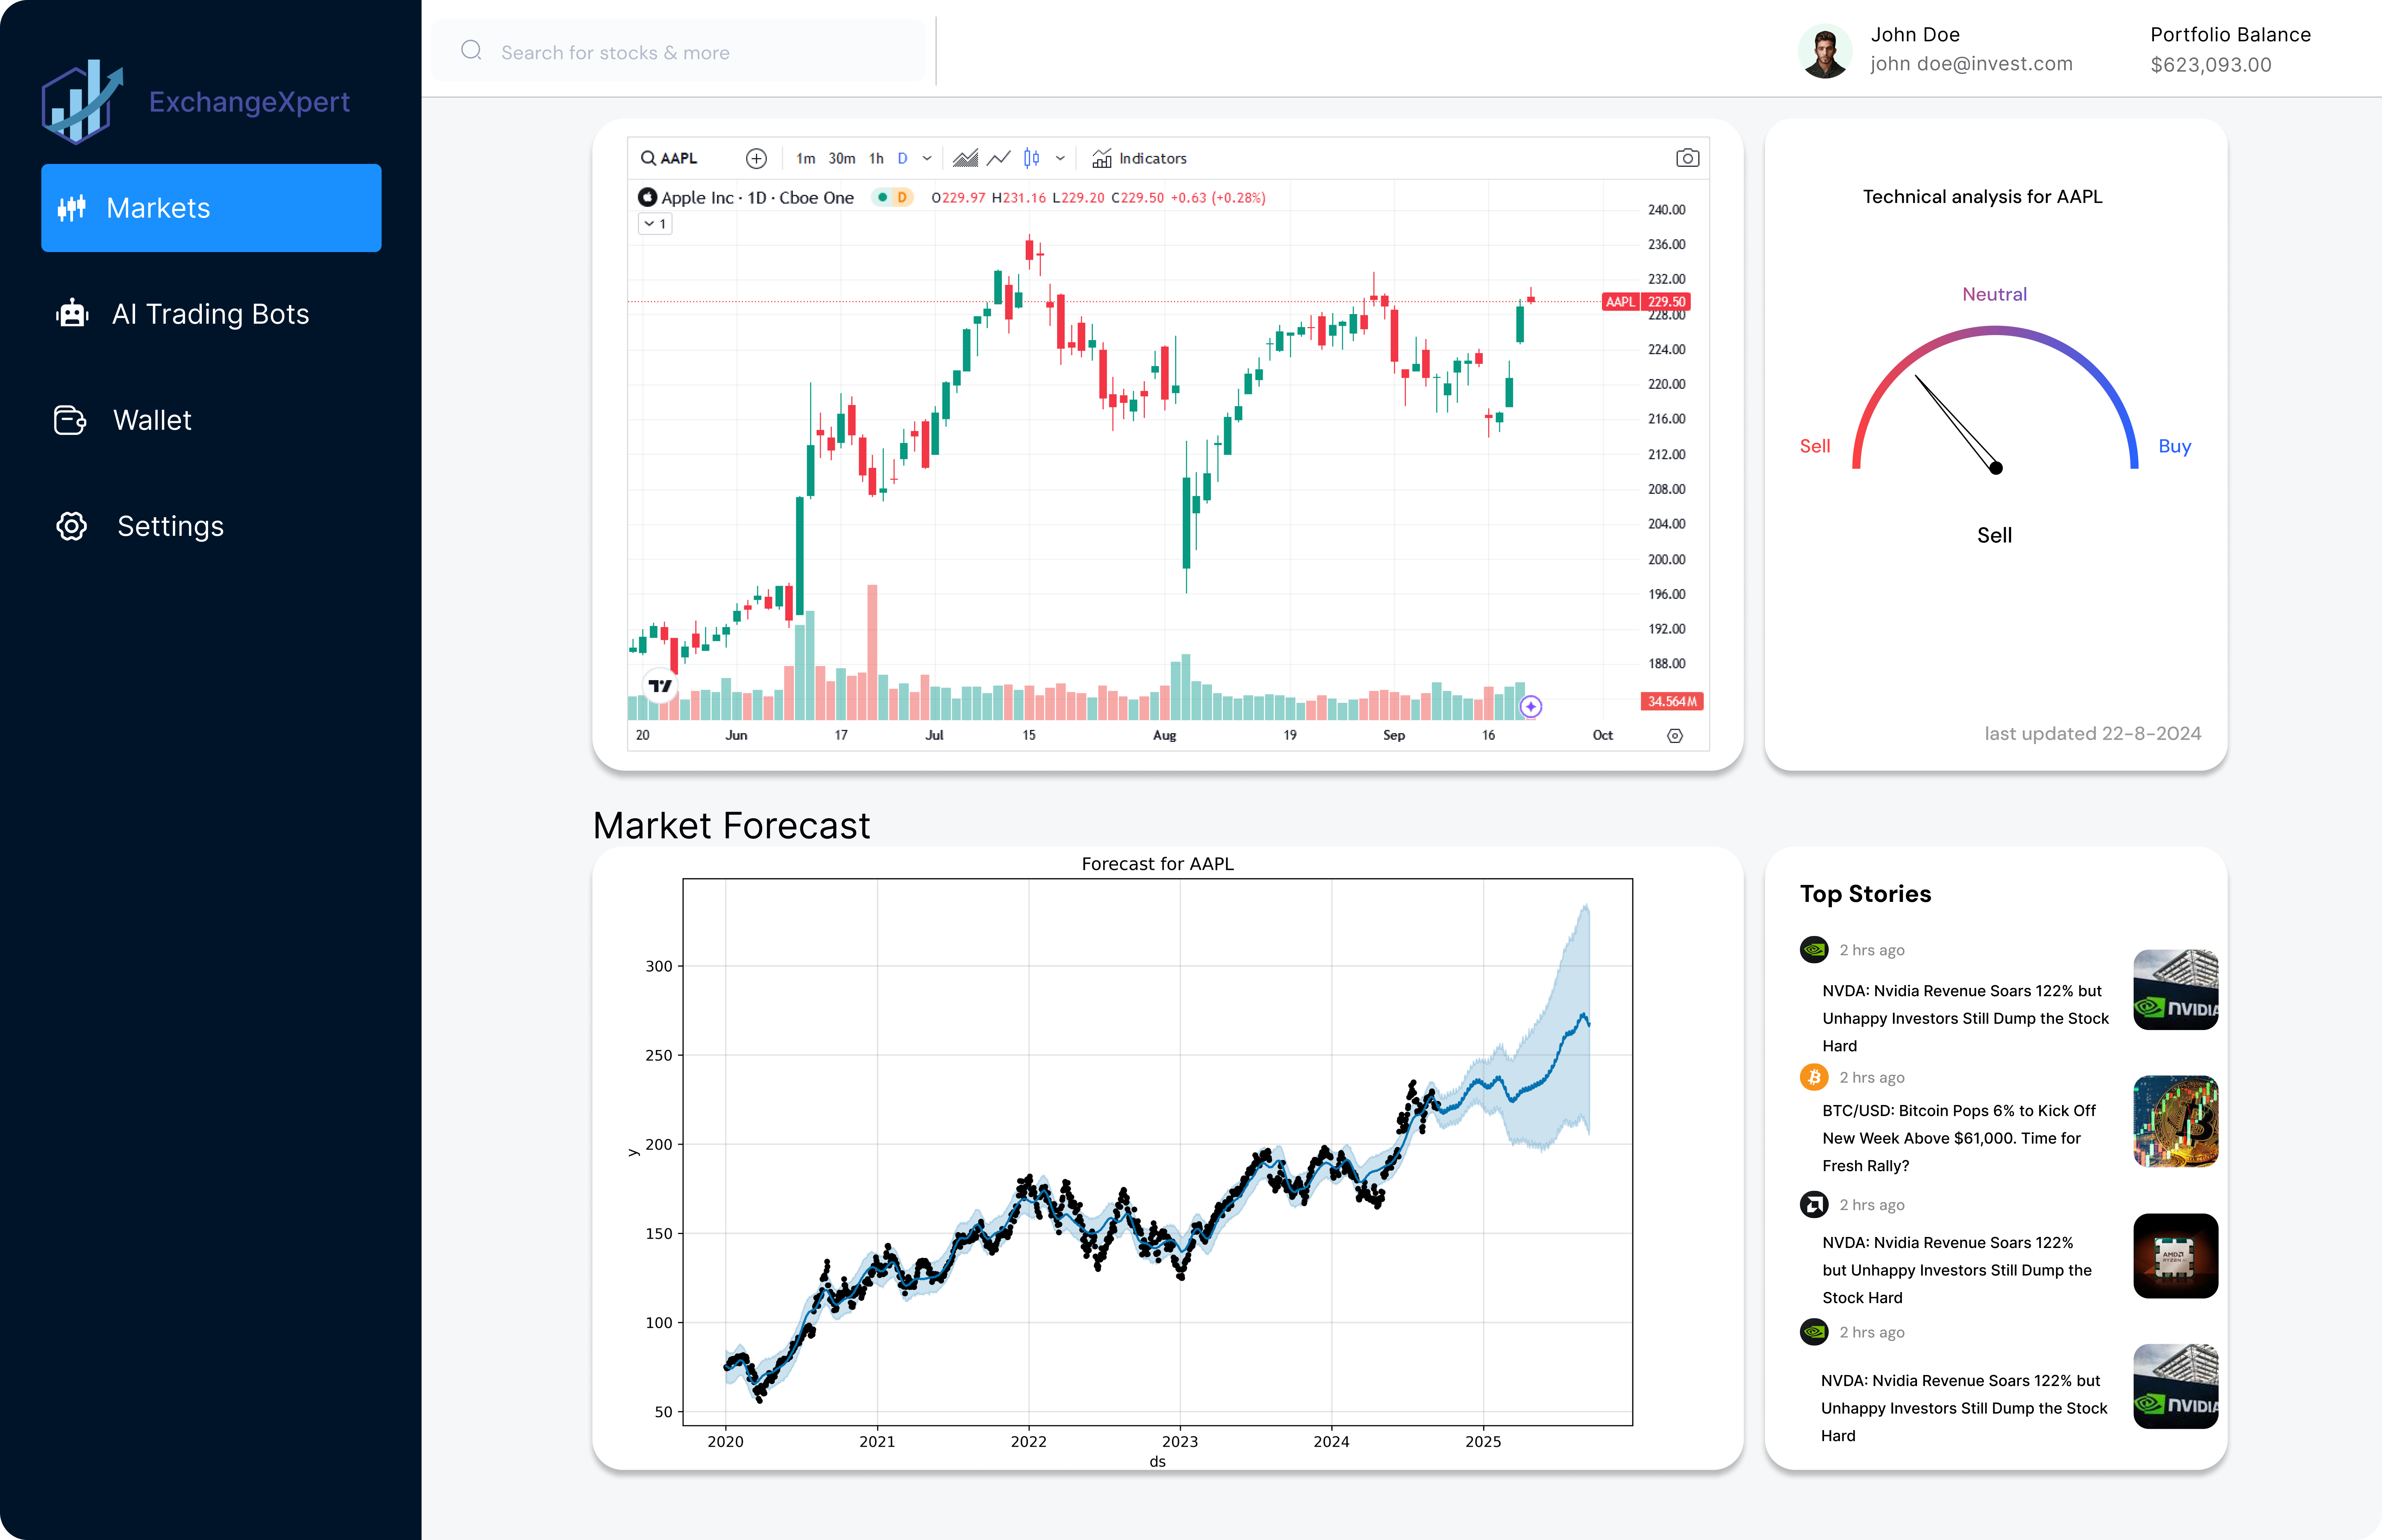 ExchangeXpert
Markets
AI Trading Bots
Wallet
Settings
Search for stocks & more
John Doe
john doe@invest.com
Portfolio Balance
$623,093.00
AAPL
1m 30m 1h D
Indicators
Apple Inc · 1D · Cboe One D O229.97 H231.16 L229.20 C229.50 +0.63 (+0.28%)
1
240.00
236.00
232.00
AAPL 229.50
228.00
224.00
220.00
216.00
212.00
208.00
204.00
200.00
196.00
192.00
188.00
34.564M
20 Jun 17 Jul 15 Aug 19 Sep 16 Oct
Technical analysis for AAPL
Neutral
Sell
Buy
Sell
last updated 22-8-2024
Market Forecast
Forecast for AAPL
300
250
200
150
100
50
y
2020 2021 2022 2023 2024 2025
ds
Top Stories
2 hrs ago
NVDA: Nvidia Revenue Soars 122% but
Unhappy Investors Still Dump the Stock
Hard
NVIDIA
2 hrs ago
BTC/USD: Bitcoin Pops 6% to Kick Off
New Week Above $61,000. Time for
Fresh Rally?
2 hrs ago
NVDA: Nvidia Revenue Soars 122%
but Unhappy Investors Still Dump the
Stock Hard
AMD
RYZEN
2 hrs ago
NVDA: Nvidia Revenue Soars 122% but
Unhappy Investors Still Dump the Stock
Hard
NVIDIA